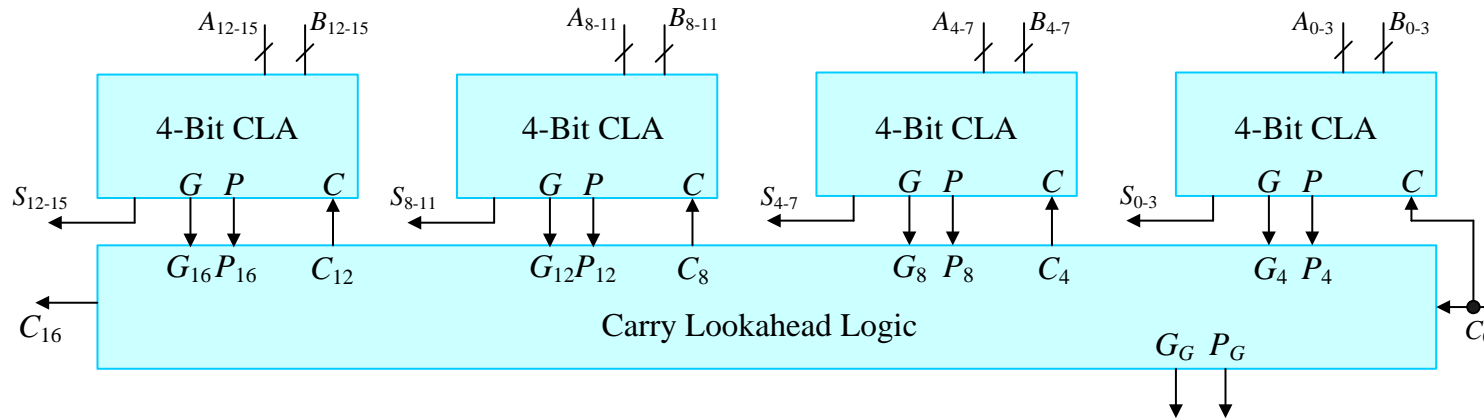 A12-15 B12-15 A8-11 B8-11 A4-7 B4-7 A0-3 B0-3
4-Bit CLA 4-Bit CLA 4-Bit CLA 4-Bit CLA
G P C G P C G P C G P C
S12-15 S8-11 S4-7 S0-3
G16 P16 C12 G12 P12 C8 G8 P8 C4 G4 P4
C16 Carry Lookahead Logic
GG PG